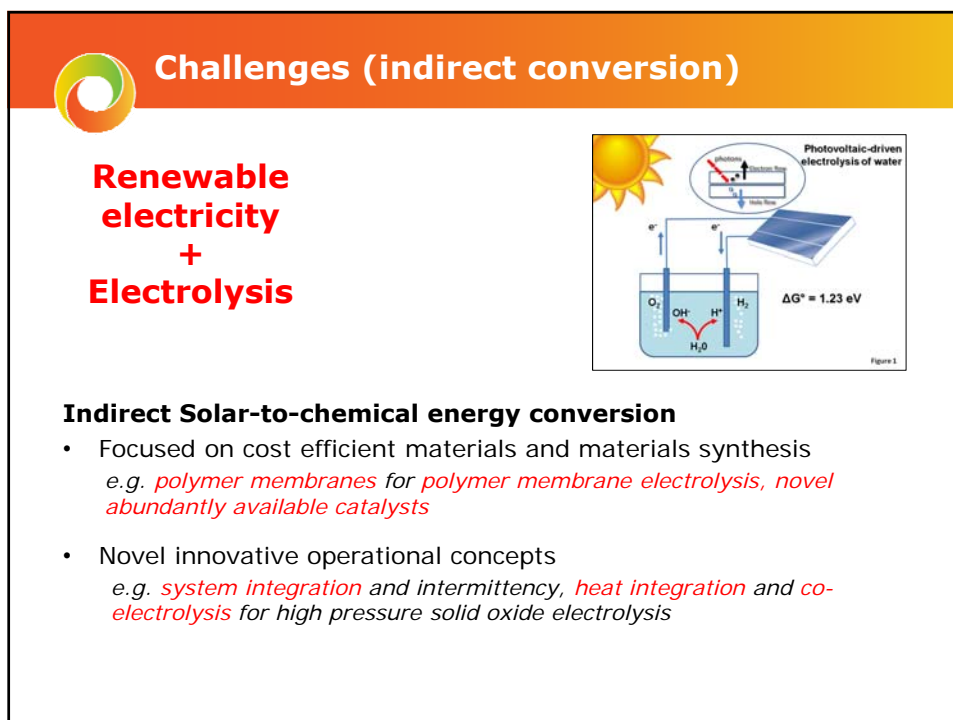 Challenges (indirect conversion)
Renewable
electricity
+
Electrolysis
Photovoltaic-driven
electrolysis of water
photons
Electron flow
Hole flow
e-
e-
O2
OH-
H+
H2
H20
ΔG° = 1.23 eV
Figure 1
Indirect Solar-to-chemical energy conversion
• Focused on cost efficient materials and materials synthesis
e.g. polymer membranes for polymer membrane electrolysis, novel
abundantly available catalysts
• Novel innovative operational concepts
e.g. system integration and intermittency, heat integration and co-
electrolysis for high pressure solid oxide electrolysis